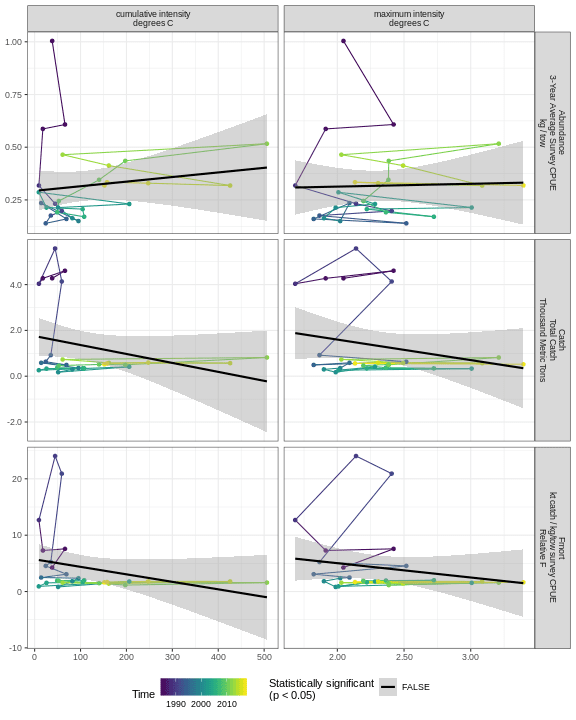 cumulative intensity
degrees C
maximum intensity
degrees C
1.00
0.75
0.50
0.25
Abundance
3-Year Average Survey CPUE
kg / tow
4.0
2.0
0.0
-2.0
Catch
Total Catch
Thousand Metric Tons
20
10
0
-10
Fmort
kt catch / kg/tow survey CPUE
Relative F
0
100
200
300
400
500
2.00
2.50
3.00
Time
1990
2000
2010
Statistically significant
(p < 0.05)
FALSE